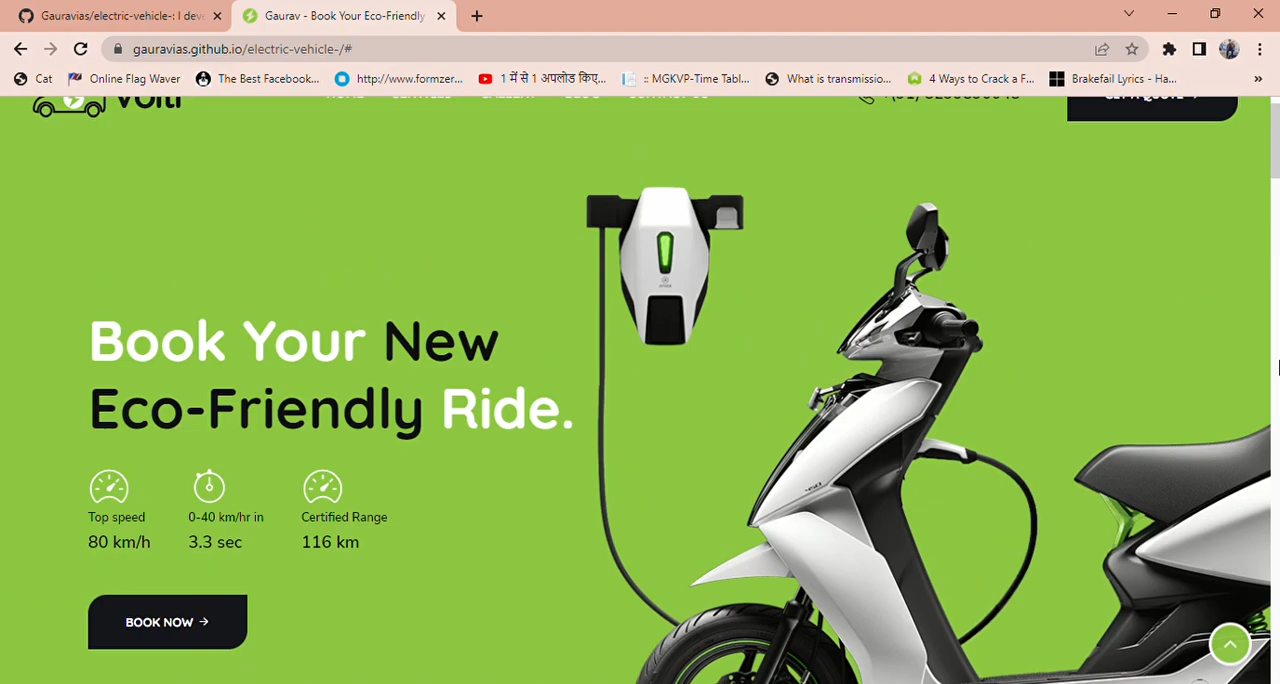 Gauravias/electric-vehicle-: I dev
Gaurav - Book Your Eco-Friendly
gauravias.github.io/electric-vehicle-/#
Cat
Online Flag Waver
The Best Facebook...
http://www.formzer...
1 में से 1 अपलोड किए...
:: MGKVP-Time Tabl...
What is transmissio...
4 Ways to Crack a F...
Brakefail Lyrics - Ha...
»
Volti
Book Your New
Eco-Friendly Ride.
Top speed
0-40 km/hr in
Certified Range
80 km/h
3.3 sec
116 km
BOOK NOW →